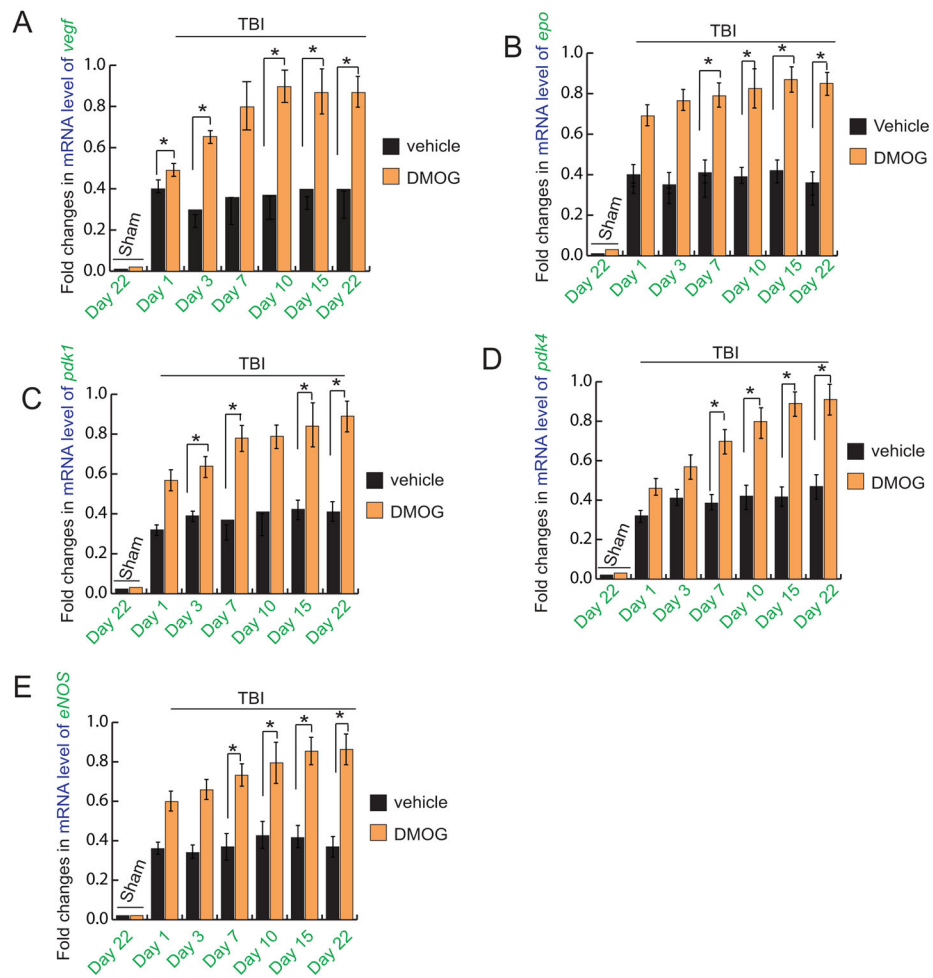 A
TBI
Fold changes in mRNA level of vegf
1.0
0.8
0.6
0.4
0.2
0.0
*
*
*
*
*
Sham
vehicle
DMOG
Day 22
Day 1
Day 3
Day 7
Day 10
Day 15
Day 22
B
TBI
Fold changes in mRNA level of epo
1.0
0.8
0.6
0.4
0.2
0.0
*
*
*
*
Sham
Vehicle
DMOG
Day 22
Day 1
Day 3
Day 7
Day 10
Day 15
Day 22
C
TBI
Fold changes in mRNA level of pdk1
1.0
0.8
0.6
0.4
0.2
0.0
*
*
*
*
Sham
vehicle
DMOG
Day 22
Day 1
Day 3
Day 7
Day 10
Day 15
Day 22
D
TBI
Fold changes in mRNA level of pdk4
1.0
0.8
0.6
0.4
0.2
0.0
*
*
*
*
Sham
vehicle
DMOG
Day 22
Day 1
Day 3
Day 7
Day 10
Day 15
Day 22
E
TBI
Fold changes in mRNA level of eNOS
1.0
0.8
0.6
0.4
0.2
0.0
*
*
*
*
Sham
vehicle
DMOG
Day 22
Day 1
Day 3
Day 7
Day 10
Day 15
Day 22